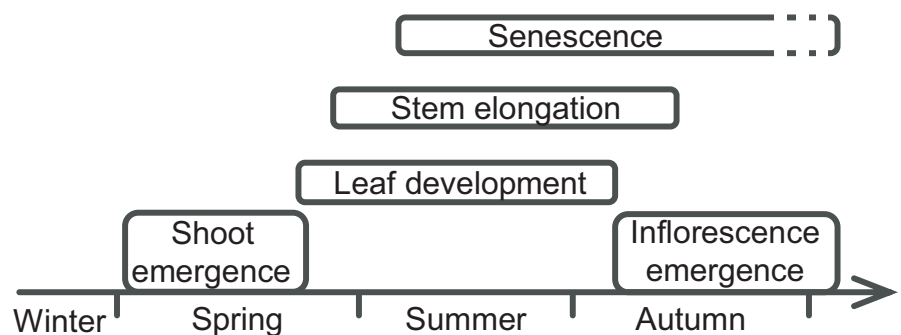 Senescence
Stem elongation
Leaf development
Shoot
emergence
Inflorescence
emergence
Winter
Spring
Summer
Autumn